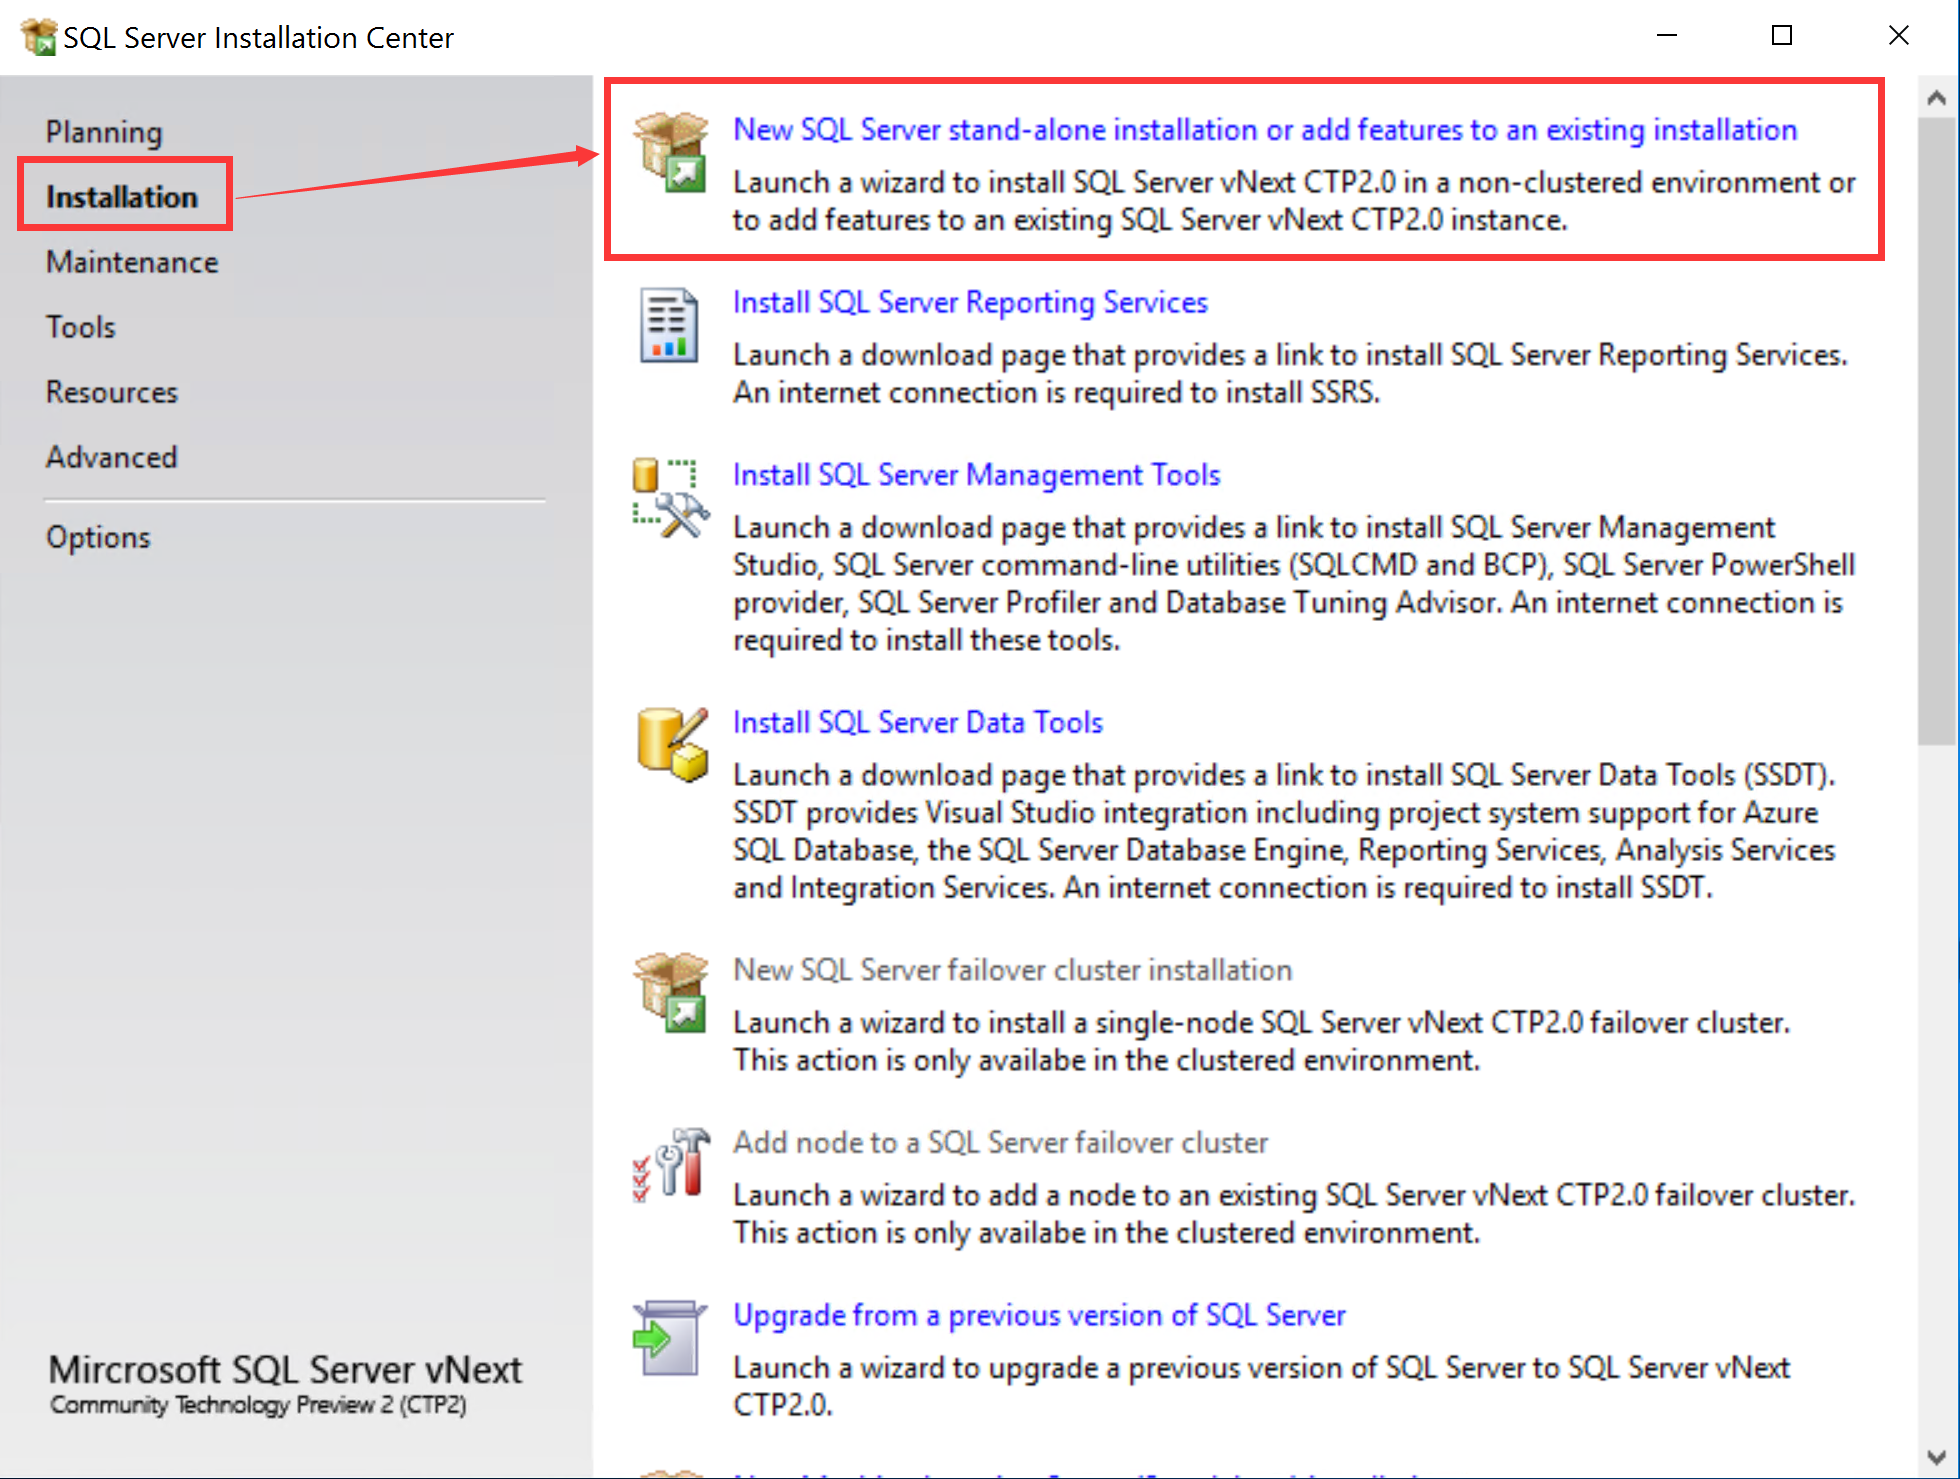 SQL Server Installation Center
Planning
Installation
Maintenance
Tools
Resources
Advanced
Options
Mircrosoft SQL Server vNext
Community Technology Preview 2 (CTP2)
New SQL Server stand-alone installation or add features to an existing installation
Launch a wizard to install SQL Server vNext CTP2.0 in a non-clustered environment or
to add features to an existing SQL Server vNext CTP2.0 instance.
Install SQL Server Reporting Services
Launch a download page that provides a link to install SQL Server Reporting Services.
An internet connection is required to install SSRS.
Install SQL Server Management Tools
Launch a download page that provides a link to install SQL Server Management
Studio, SQL Server command-line utilities (SQLCMD and BCP), SQL Server PowerShell
provider, SQL Server Profiler and Database Tuning Advisor. An internet connection is
required to install these tools.
Install SQL Server Data Tools
Launch a download page that provides a link to install SQL Server Data Tools (SSDT).
SSDT provides Visual Studio integration including project system support for Azure
SQL Database, the SQL Server Database Engine, Reporting Services, Analysis Services
and Integration Services. An internet connection is required to install SSDT.
New SQL Server failover cluster installation
Launch a wizard to install a single-node SQL Server vNext CTP2.0 failover cluster.
This action is only availabe in the clustered environment.
Add node to a SQL Server failover cluster
Launch a wizard to add a node to an existing SQL Server vNext CTP2.0 failover cluster.
This action is only availabe in the clustered environment.
Upgrade from a previous version of SQL Server
Launch a wizard to upgrade a previous version of SQL Server to SQL Server vNext
CTP2.0.